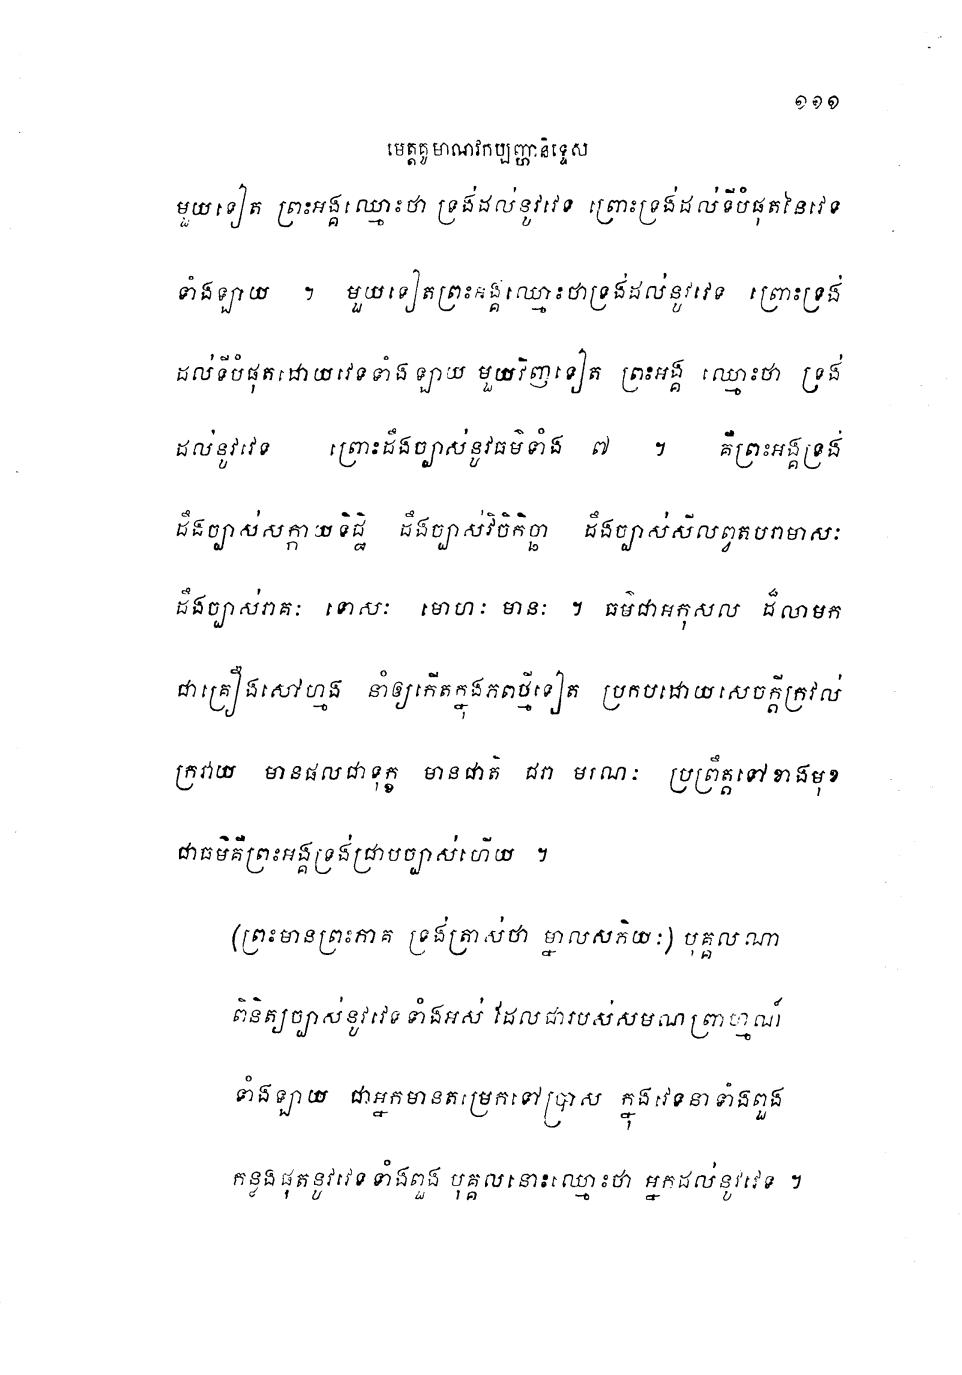 ១១១
មេត្តគូមាណវកប្បញ្ហានិទ្ទេស
មួយទៀត ព្រះអង្គឈ្មោះថា ទ្រង់ដល់នូវវេទ ព្រោះទ្រង់ដល់ទីបំផុតនៃវេទ
ទាំងឡាយ ។ មួយទៀតព្រះអង្គឈ្មោះថាទ្រង់ដល់នូវវេទ ព្រោះទ្រង់
ដល់ទីបំផុតដោយវេទទាំងឡាយ មួយវិញទៀត ព្រះអង្គ ឈ្មោះថា ទ្រង់
ដល់នូវវេទ ព្រោះដឹងច្បាស់នូវធម៌ទាំង ៧ ។ គឺព្រះអង្គទ្រង់
ដឹងច្បាស់សក្កាយទិដ្ឋិ ដឹងច្បាស់វិចិកិច្ឆា ដឹងច្បាស់សីលព្វតបរាមាសៈ
ដឹងច្បាស់រាគៈ ទោសៈ មោហៈ មានៈ ។ ធម៌ជាអកុសល ដ៏លាមក
ជាគ្រឿងសៅហ្មង នាំឲ្យកើតក្នុងភពថ្មីទៀត ប្រកបដោយសេចក្តីក្រវល់
ក្រវាយ មានផលជាទុក្ខ មានជាតិ ជរា មរណៈ ប្រព្រឹត្តទៅខាងមុខ
ជាធម៌គឺព្រះអង្គទ្រង់ជ្រាបច្បាស់ហើយ ។
(ព្រះមានព្រះភាគ ទ្រង់ត្រាស់ថា ម្នាលសភិយៈ) បុគ្គលណា
ពិនិត្យច្បាស់នូវវេទទាំងអស់ ដែលជារបស់សមណព្រាហ្មណ៍
ទាំងឡាយ ជាអ្នកមានតម្រេកទៅប្រាស ក្នុងវេទនាទាំងពួង
កន្លងផុតនូវវេទទាំងពួង បុគ្គលនោះឈ្មោះថា អ្នកដល់នូវវេទ ។